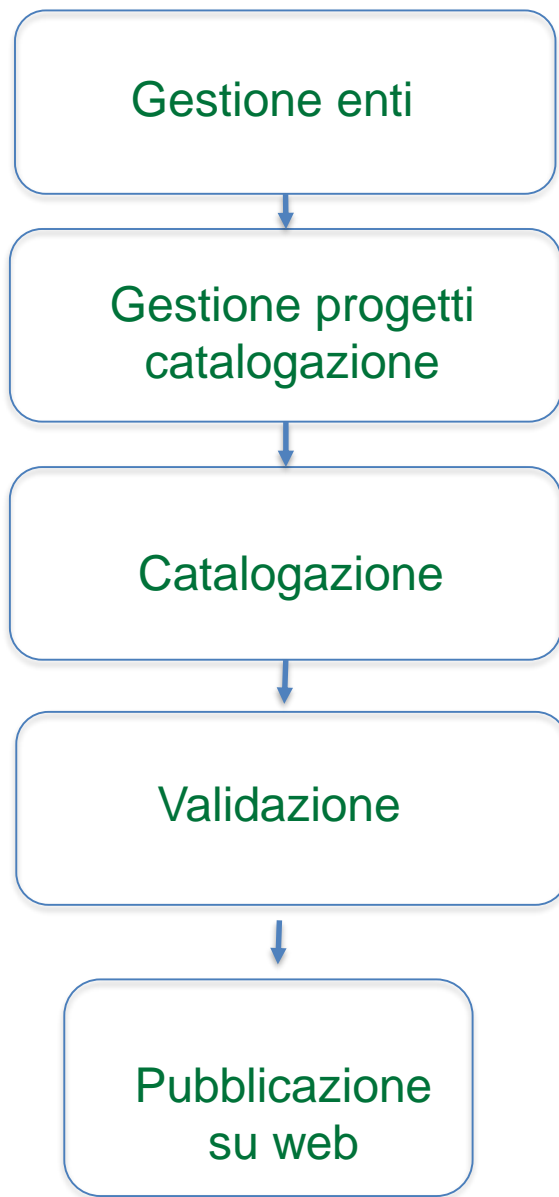 Gestione enti
Gestione progetti
catalogazione
Catalogazione
Validazione
Pubblicazione
su web